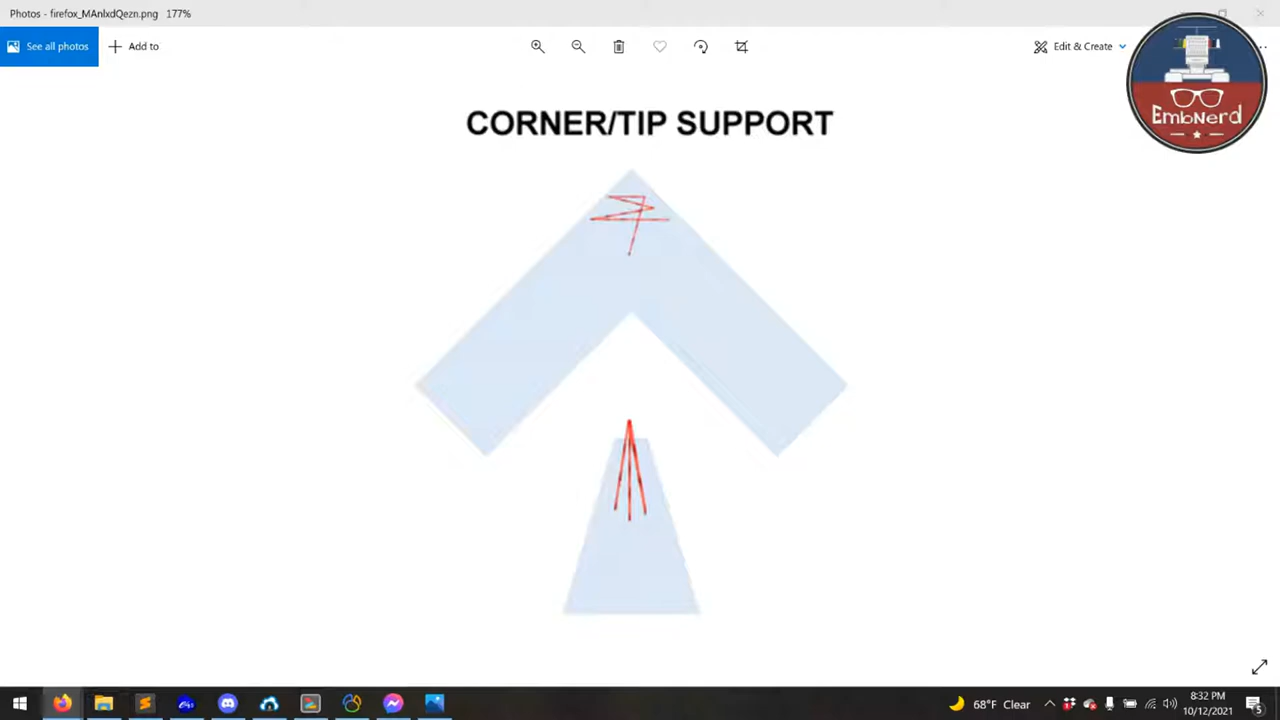 Photos - firefox_MAnlxdQezn.png 177%
See all photos
Add to
Edit & Create
EmbNerd
CORNER/TIP SUPPORT
68°F Clear
8:32 PM
10/12/2021
5